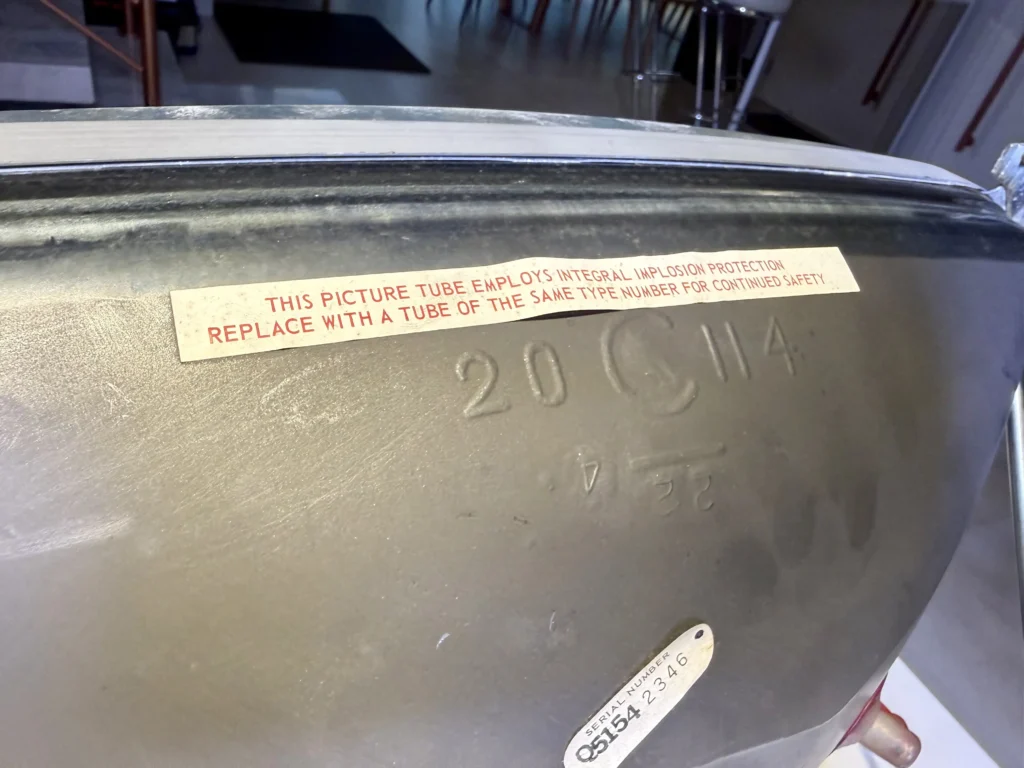 THIS PICTURE TUBE EMPLOYS INTEGRAL IMPLOSION PROTECTION
REPLACE WITH A TUBE OF THE SAME TYPE NUMBER FOR CONTINUED SAFETY
20 114
22
SERIAL NUMBER
Q5154 2346